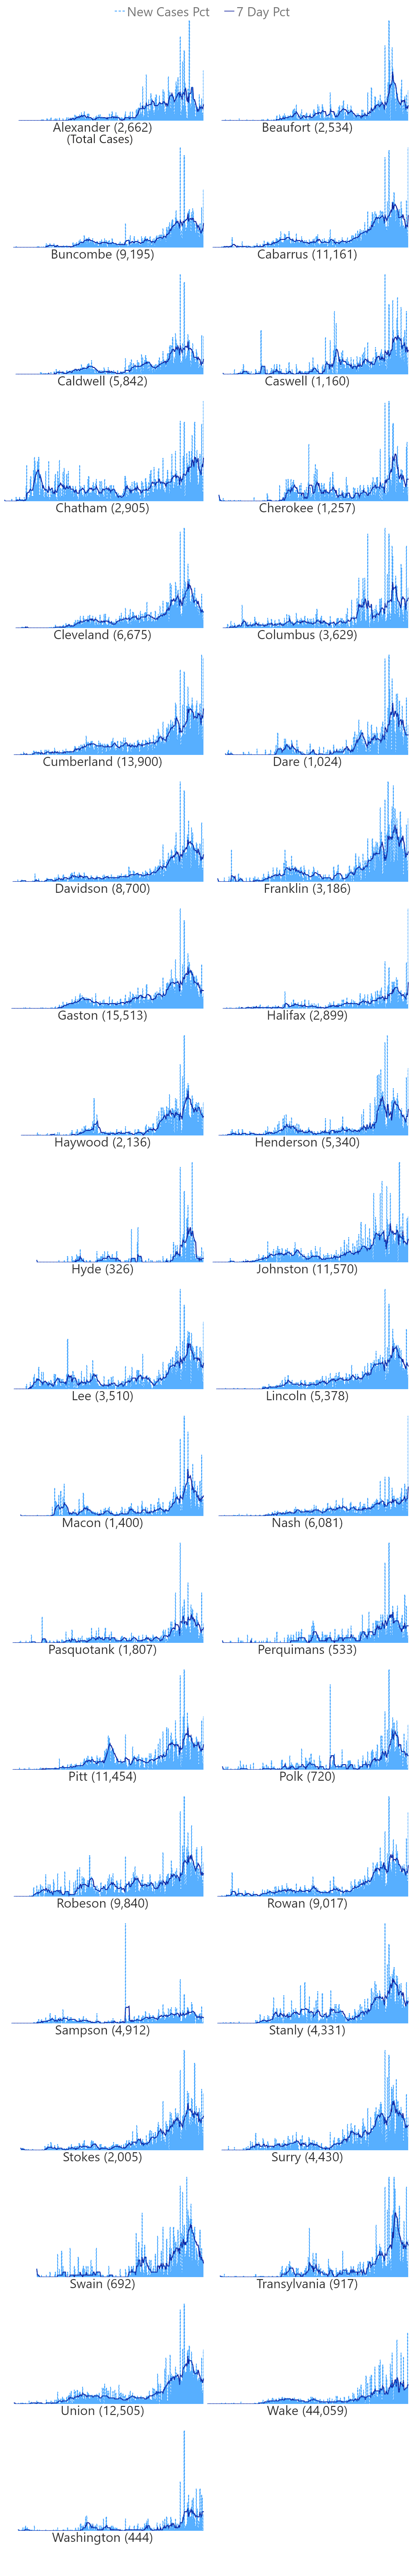 New Cases Pct 7 Day Pct
Alexander (2,662)
(Total Cases)
Beaufort (2,534)
Buncombe (9,195)
Cabarrus (11,161)
Caldwell (5,842)
Caswell (1,160)
Chatham (2,905)
Cherokee (1,257)
Cleveland (6,675)
Columbus (3,629)
Cumberland (13,900)
Dare (1,024)
Davidson (8,700)
Franklin (3,186)
Gaston (15,513)
Halifax (2,899)
Haywood (2,136)
Henderson (5,340)
Hyde (326)
Johnston (11,570)
Lee (3,510)
Lincoln (5,378)
Macon (1,400)
Nash (6,081)
Pasquotank (1,807)
Perquimans (533)
Pitt (11,454)
Polk (720)
Robeson (9,840)
Rowan (9,017)
Sampson (4,912)
Stanly (4,331)
Stokes (2,005)
Surry (4,430)
Swain (692)
Transylvania (917)
Union (12,505)
Wake (44,059)
Washington (444)